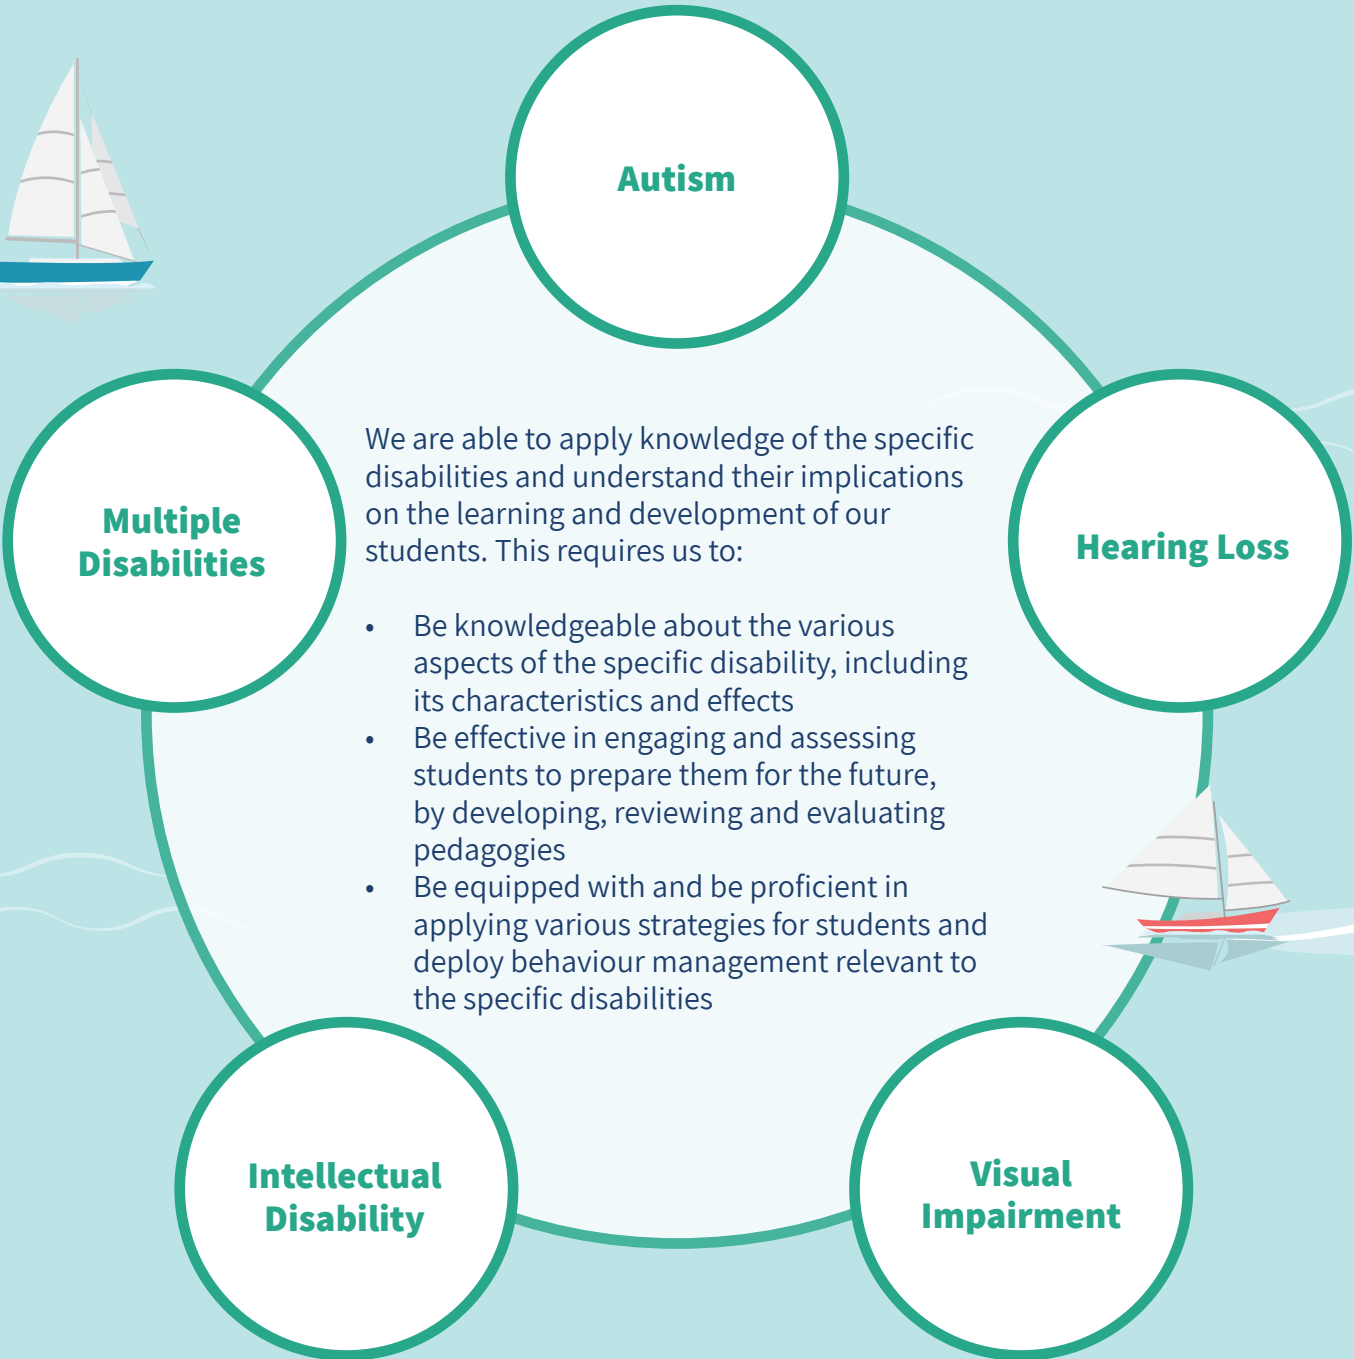 Autism
Multiple
Disabilities
Hearing Loss
We are able to apply knowledge of the specific
disabilities and understand their implications
on the learning and development of our
students. This requires us to:
• Be knowledgeable about the various
aspects of the specific disability, including
its characteristics and effects
• Be effective in engaging and assessing
students to prepare them for the future,
by developing, reviewing and evaluating
pedagogies
• Be equipped with and be proficient in
applying various strategies for students and
deploy behaviour management relevant to
the specific disabilities
Intellectual
Disability
Visual
Impairment